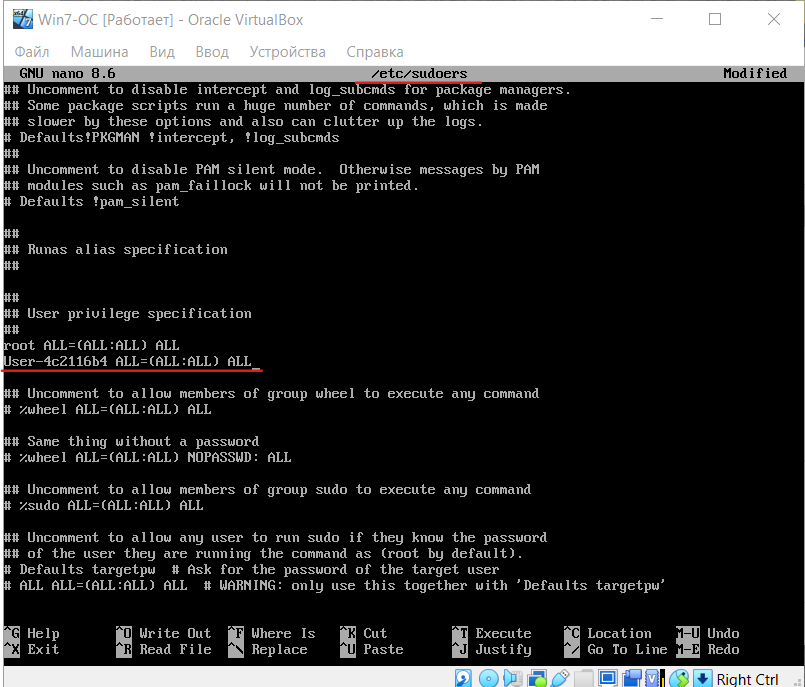 Win7-ОС [Работает] - Oracle VirtualBox
Файл Машина Вид Ввод Устройства Справка
GNU nano 8.6 /etc/sudoers Modified
## Uncomment to disable intercept and log_subcmds for package managers.
## Some package scripts run a huge number of commands, which is made
## slower by these options and also can clutter up the logs.
# Defaults!PKGMAN !intercept, !log_subcmds
##
## Uncomment to disable PAM silent mode.  Otherwise messages by PAM
## modules such as pam_faillock will not be printed.
# Defaults !pam_silent
##
## Runas alias specification
##
##
## User privilege specification
##
root ALL=(ALL:ALL) ALL
User-4c2116b4 ALL=(ALL:ALL) ALL_
## Uncomment to allow members of group wheel to execute any command
# %wheel ALL=(ALL:ALL) ALL
## Same thing without a password
# %wheel ALL=(ALL:ALL) NOPASSWD: ALL
## Uncomment to allow members of group sudo to execute any command
# %sudo ALL=(ALL:ALL) ALL
## Uncomment to allow any user to run sudo if they know the password
## of the user they are running the command as (root by default).
# Defaults targetpw  # Ask for the password of the target user
# ALL ALL=(ALL:ALL) ALL  # WARNING: only use this together with 'Defaults targetpw'
^G Help ^O Write Out ^F Where Is ^K Cut ^T Execute ^C Location M-U Undo
^X Exit ^R Read File ^\ Replace ^U Paste ^J Justify ^/ Go To Line M-E Redo
Right Ctrl